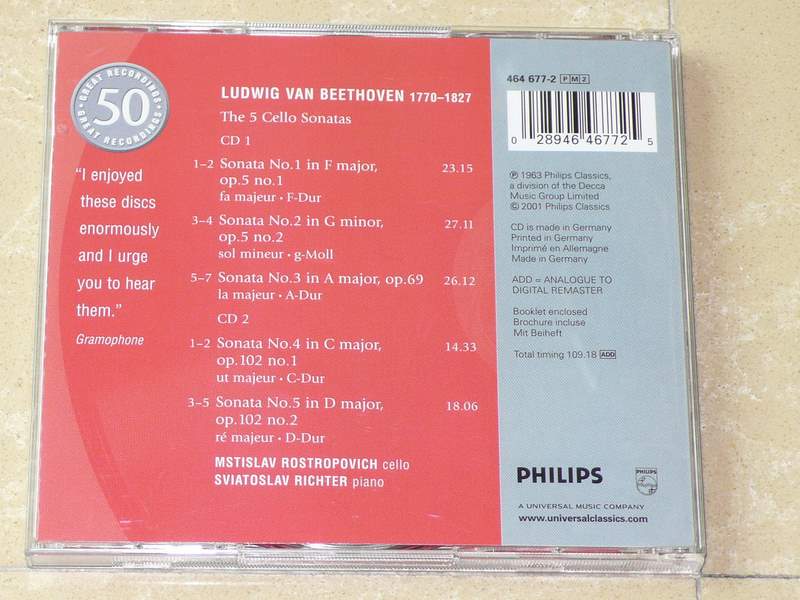 GREAT RECORDINGS
50
GREAT RECORDINGS
"I enjoyed
these discs
enormously
and I urge
you to hear
them."
Gramophone
LUDWIG VAN BEETHOVEN 1770–1827
The 5 Cello Sonatas
CD 1
1–2 Sonata No.1 in F major, 23.15
op.5 no.1
fa majeur · F-Dur
3–4 Sonata No.2 in G minor, 27.11
op.5 no.2
sol mineur · g-Moll
5–7 Sonata No.3 in A major, op.69 26.12
la majeur · A-Dur
CD 2
1–2 Sonata No.4 in C major, 14.33
op.102 no.1
ut majeur · C-Dur
3–5 Sonata No.5 in D major, 18.06
op.102 no.2
ré majeur · D-Dur
MSTISLAV ROSTROPOVICH cello
SVIATOSLAV RICHTER piano
464 677-2 PM2
0 28946 46772 5
℗ 1963 Philips Classics,
a division of the Decca
Music Group Limited
© 2001 Philips Classics
CD is made in Germany
Printed in Germany
Imprimé en Allemagne
Made in Germany
ADD = ANALOGUE TO
DIGITAL REMASTER
Booklet enclosed
Brochure incluse
Mit Beiheft
Total timing 109.18 ADD
PHILIPS
PHILIPS
A UNIVERSAL MUSIC COMPANY
www.universalclassics.com